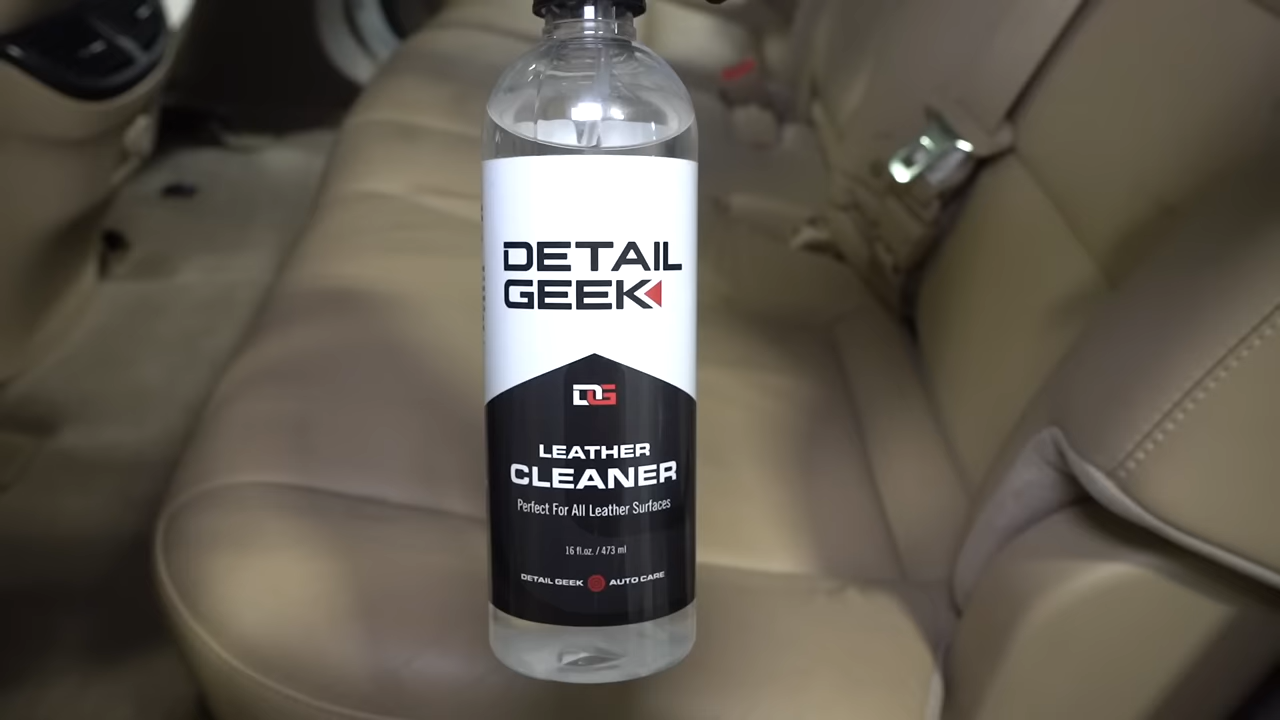 DETAIL
GEEK
DG
LEATHER
CLEANER
Perfect For All Leather Surfaces
16 fl.oz. / 473 ml
DETAIL GEEK AUTO CARE